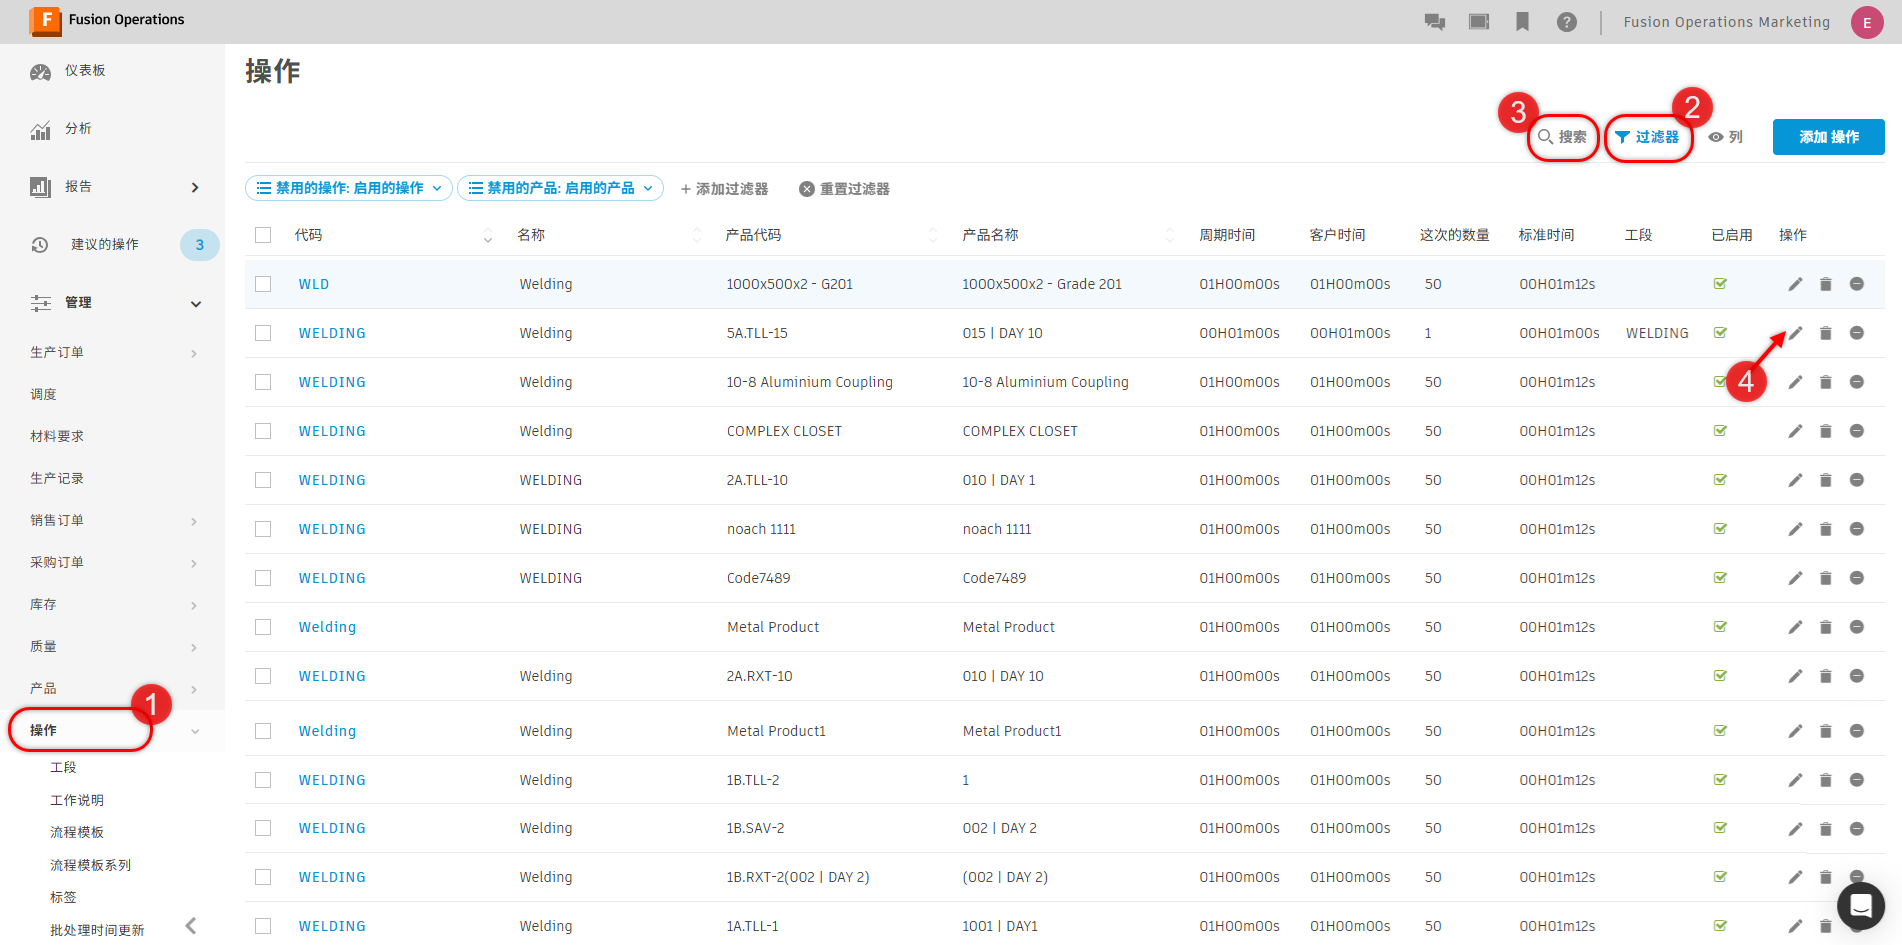 F Fusion Operations
Fusion Operations Marketing E
仪表板
分析
报告
建议的操作 3
管理
生产订单
调度
材料要求
生产记录
销售订单
采购订单
库存
质量
产品
1
操作
工段
工作说明
流程模板
流程模板系列
标签
批处理时间更新
操作
3 搜索 2 过滤器 列 添加 操作
禁用的操作: 启用的操作 禁用的产品: 启用的产品 + 添加过滤器 重置过滤器
代码 名称 产品代码 产品名称 周期时间 客户时间 这次的数量 标准时间 工段 已启用 操作
WLD Welding 1000x500x2 - G201 1000x500x2 - Grade 201 01H00m00s 01H00m00s 50 00H01m12s
WELDING Welding 5A.TLL-15 015 | DAY 10 00H01m00s 00H01m00s 1 00H01m00s WELDING
WELDING Welding 10-8 Aluminium Coupling 10-8 Aluminium Coupling 01H00m00s 01H00m00s 50 00H01m12s 4
WELDING Welding COMPLEX CLOSET COMPLEX CLOSET 01H00m00s 01H00m00s 50 00H01m12s
WELDING WELDING 2A.TLL-10 010 | DAY 1 01H00m00s 01H00m00s 50 00H01m12s
WELDING WELDING noach 1111 noach 1111 01H00m00s 01H00m00s 50 00H01m12s
WELDING WELDING Code7489 Code7489 01H00m00s 01H00m00s 50 00H01m12s
Welding Metal Product Metal Product 01H00m00s 01H00m00s 50 00H01m12s
WELDING Welding 2A.RXT-10 010 | DAY 10 01H00m00s 01H00m00s 50 00H01m12s
Welding Welding Metal Product1 Metal Product1 01H00m00s 01H00m00s 50 00H01m12s
WELDING Welding 1B.TLL-2 1 01H00m00s 01H00m00s 50 00H01m12s
WELDING Welding 1B.SAV-2 002 | DAY 2 01H00m00s 01H00m00s 50 00H01m12s
WELDING Welding 1B.RXT-2(002 | DAY 2) (002 | DAY 2) 01H00m00s 01H00m00s 50 00H01m12s
WELDING Welding 1A.TLL-1 1001 | DAY1 01H00m00s 01H00m00s 50 00H01m12s